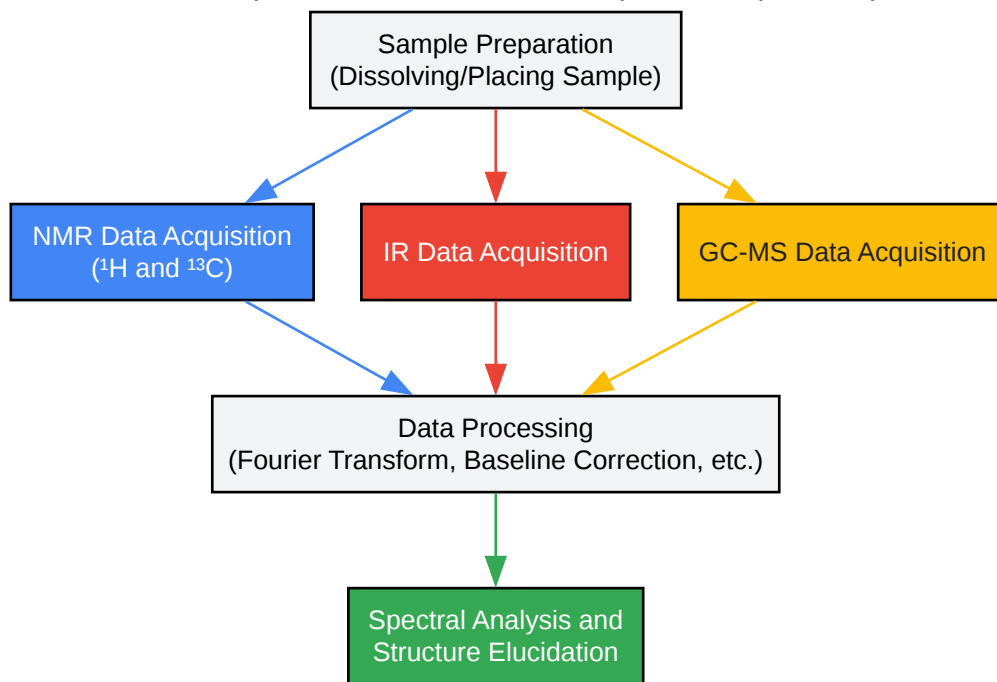 Sample Preparation
(Dissolving/Placing Sample)
NMR Data Acquisition
(¹H and ¹³C)
IR Data Acquisition
GC-MS Data Acquisition
Data Processing
(Fourier Transform, Baseline Correction, etc.)
Spectral Analysis and
Structure Elucidation